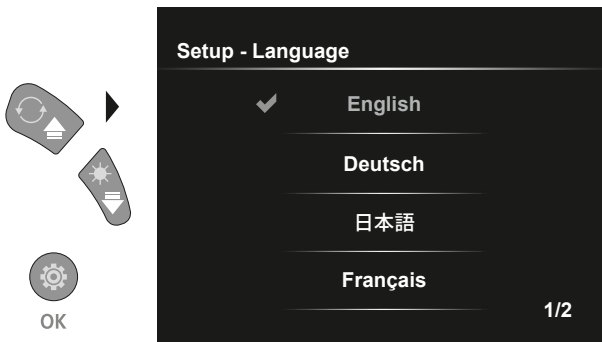 Setup - Language
English
Deutsch
日本語
Français
1/2
OK